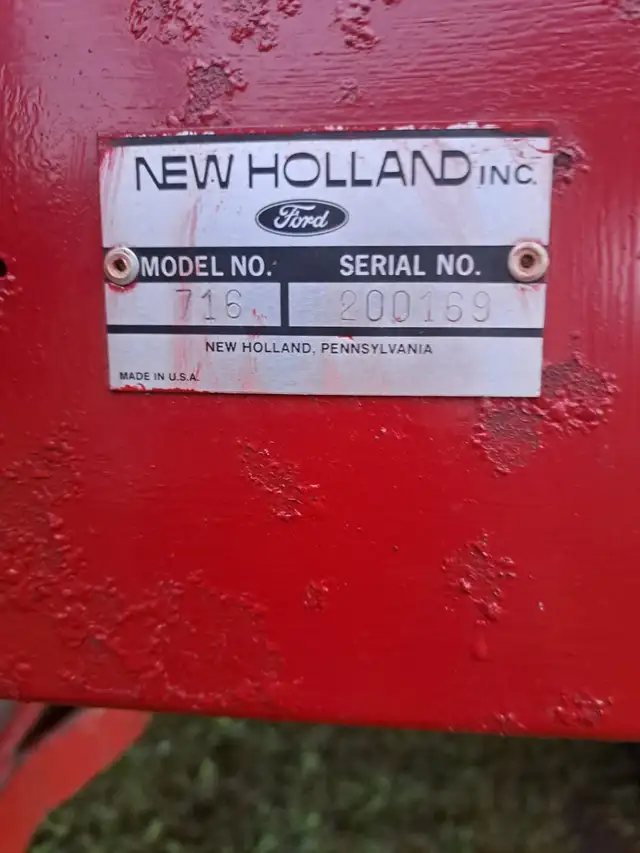 NEW HOLLAND INC.
Ford
MODEL NO. SERIAL NO.
716 200169
NEW HOLLAND, PENNSYLVANIA
MADE IN U.S.A.